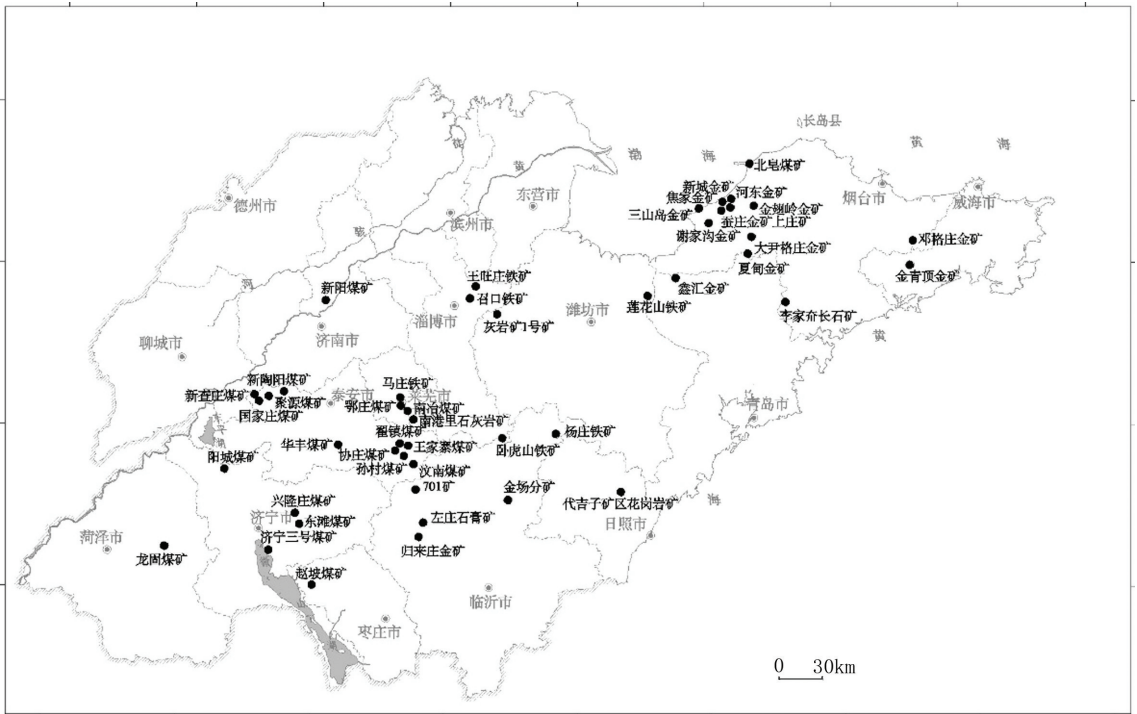 长岛县
黄
海
渤
海
北皂煤矿
黄
新城金矿
河东金矿
焦家金矿
东营市
烟台市
威海市
德州市
三山岛金矿
金翅岭金矿
滨州市
蚕庄金矿
上庄矿
谢家沟金矿
邓格庄金矿
大尹格庄金矿
夏甸金矿
金青顶金矿
王旺庄铁矿
鑫汇金矿
新阳煤矿
召口铁矿
莲花山铁矿
淄博市
潍坊市
李家夼长石矿
灰岩矿1号矿
济南市
黄
聊城市
新陶阳煤矿
马庄铁矿
新查庄煤矿
聚源煤矿
泰安市
莱芜市
鄂庄煤矿
南冶煤矿
国家庄煤矿
南港里石灰岩矿
青岛市
翟镇煤矿
杨庄铁矿
华丰煤矿
协庄煤矿
王家寨煤矿
卧虎山铁矿
阳城煤矿
孙村煤矿
汶南煤矿
701矿
金场分矿
兴隆庄煤矿
代吉子矿区花岗岩矿
海
济宁市
东滩煤矿
左庄石膏矿
日照市
菏泽市
济宁三号煤矿
归来庄金矿
龙固煤矿
赵坡煤矿
临沂市
枣庄市
0 30km